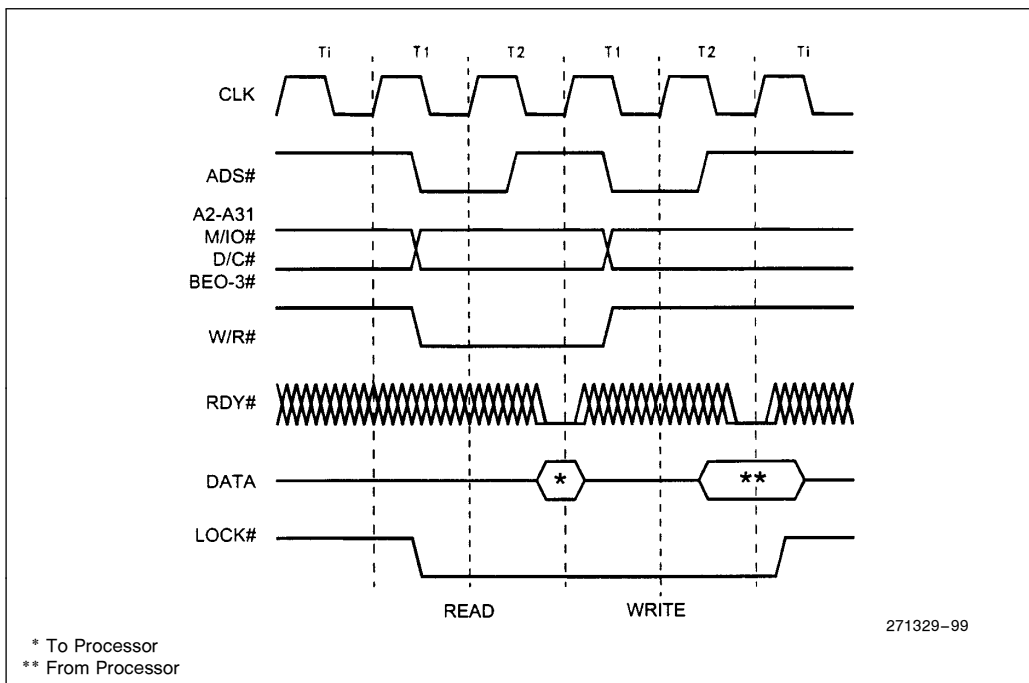 Ti T1 T2 T1 T2 Ti
CLK
ADS#
A2-A31
M/IO#
D/C#
BEO-3#
W/R#
RDY#
DATA * **
LOCK#
READ WRITE
271329–99
* To Processor
** From Processor